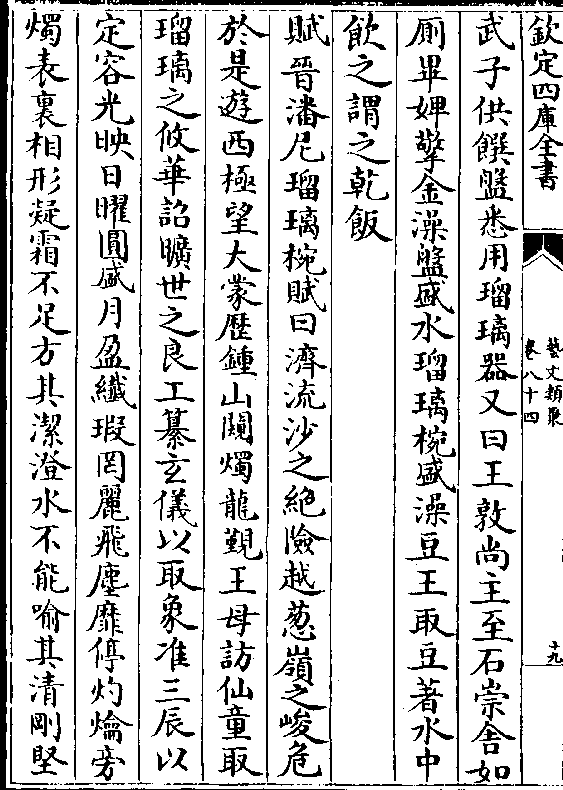 欽定四庫全書
藝文類聚
卷八十四
十九
武子供饌盤悉用瑠璃器又曰王敦尚主至石崇舍如
厠畢婢擎金澡盤盛水瑠璃椀盛澡豆王取豆著水中
飲之謂之乾飯
賦晉潘尼瑠璃椀賦曰濟流沙之絶險越葱嶺之峻危
於是遊西極望大蒙歴鍾山闚燭龍覲王母訪仙童取
瑠璃之攸華詔曠世之良工纂玄儀以取象准三辰以
定容光映日曜圓盛月盈纎瑕罔麗飛塵靡停灼爚旁
燭表裏相形凝霜不足方其潔澄水不能喻其清剛堅